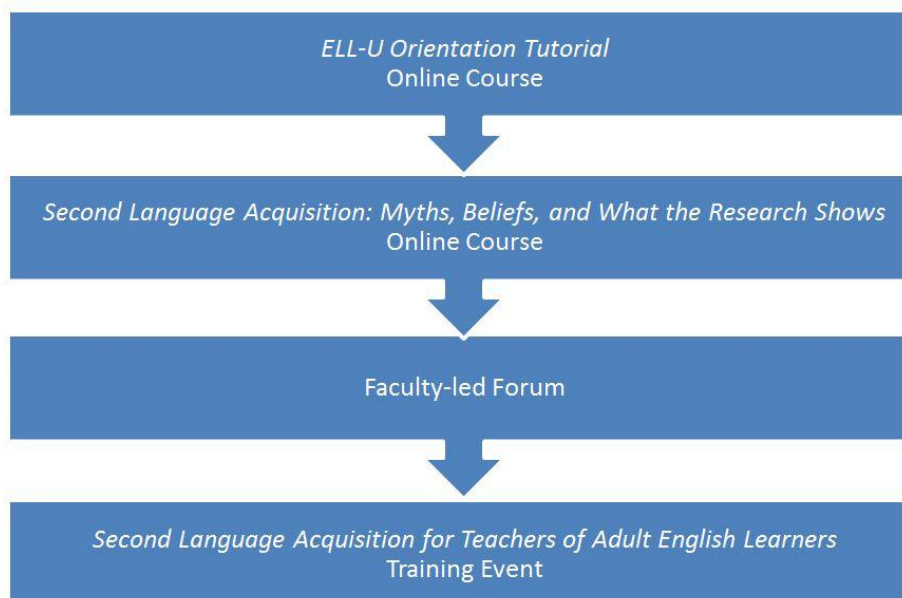 ELL-U Orientation Tutorial
Online Course
Second Language Acquisition: Myths, Beliefs, and What the Research Shows
Online Course
Faculty-led Forum
Second Language Acquisition for Teachers of Adult English Learners
Training Event